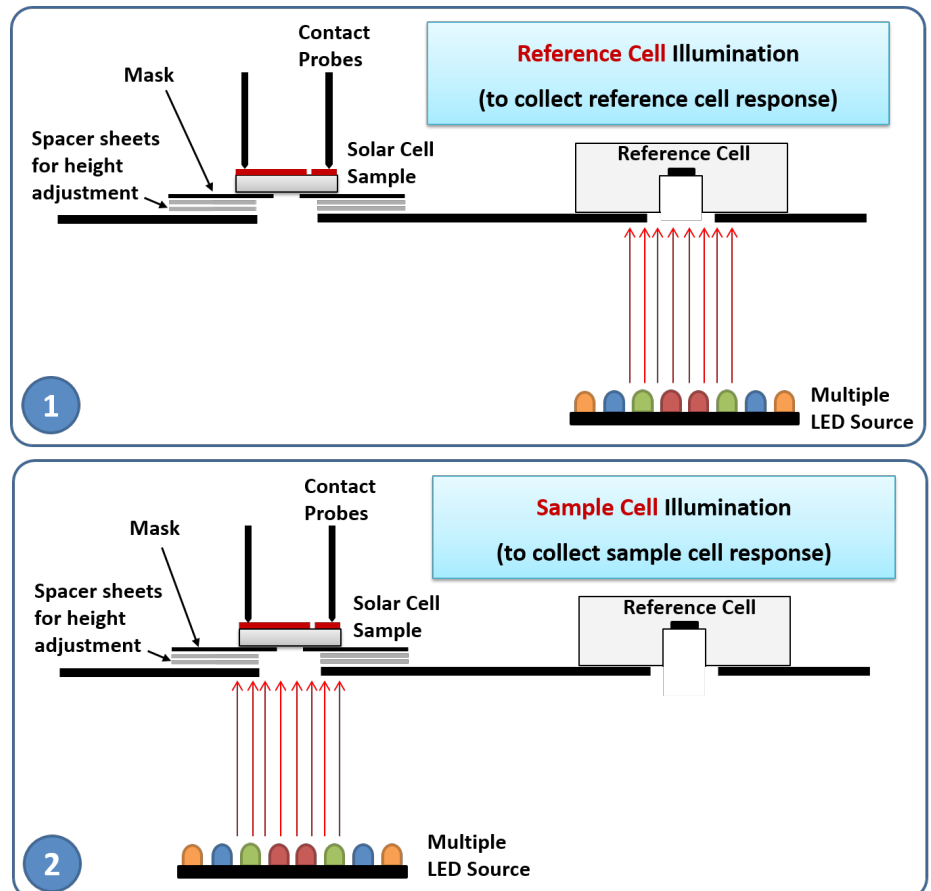 Contact
Probes
Mask
Reference Cell Illumination
(to collect reference cell response)
Spacer sheets
for height
adjustment
Solar Cell
Sample
Reference Cell
Multiple
LED Source
1
Contact
Probes
Mask
Sample Cell Illumination
(to collect sample cell response)
Spacer sheets
for height
adjustment
Solar Cell
Sample
Reference Cell
Multiple
LED Source
2